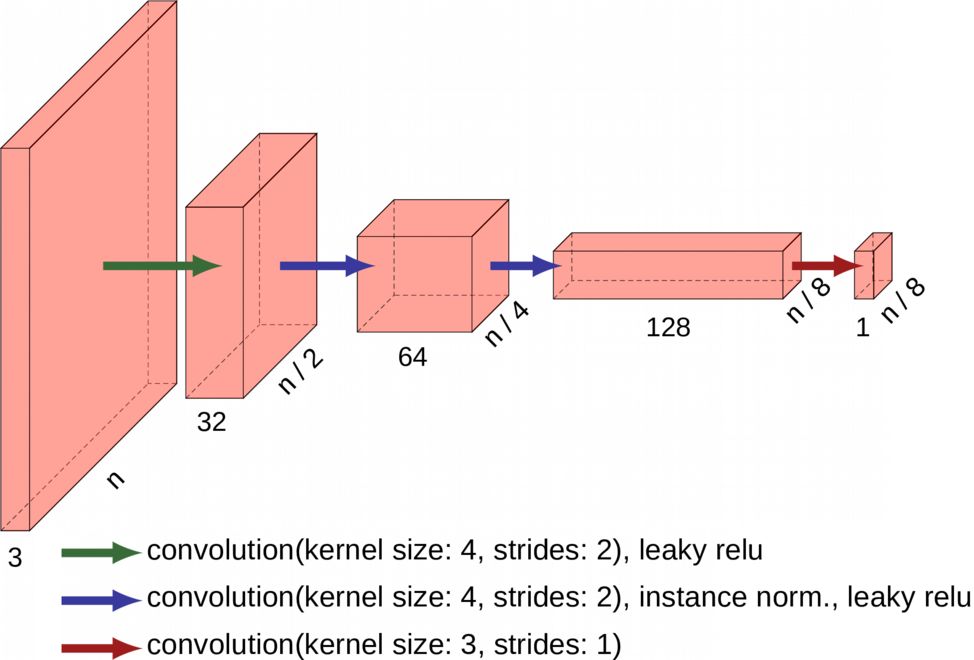 n / 8
n / 8
128
1
n / 4
64
n / 2
32
n
3
convolution(kernel size: 4, strides: 2), leaky relu
convolution(kernel size: 4, strides: 2), instance norm., leaky relu
convolution(kernel size: 3, strides: 1)